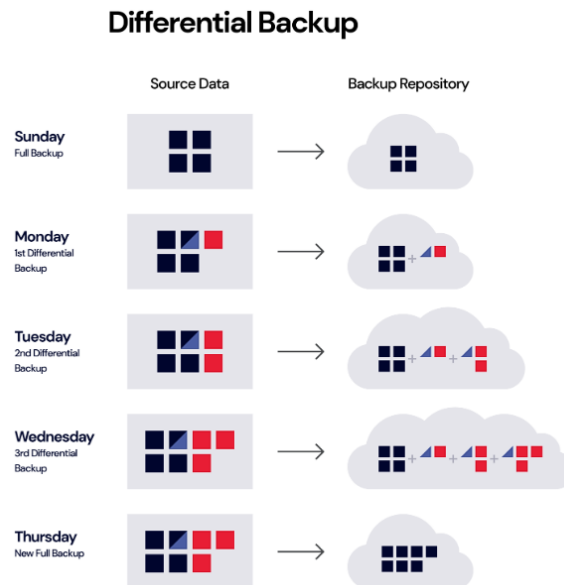 Differential Backup
Source Data
Backup Repository
Sunday
Full Backup
Monday
1st Differential
Backup
Tuesday
2nd Differential
Backup
Wednesday
3rd Differential
Backup
Thursday
New Full Backup